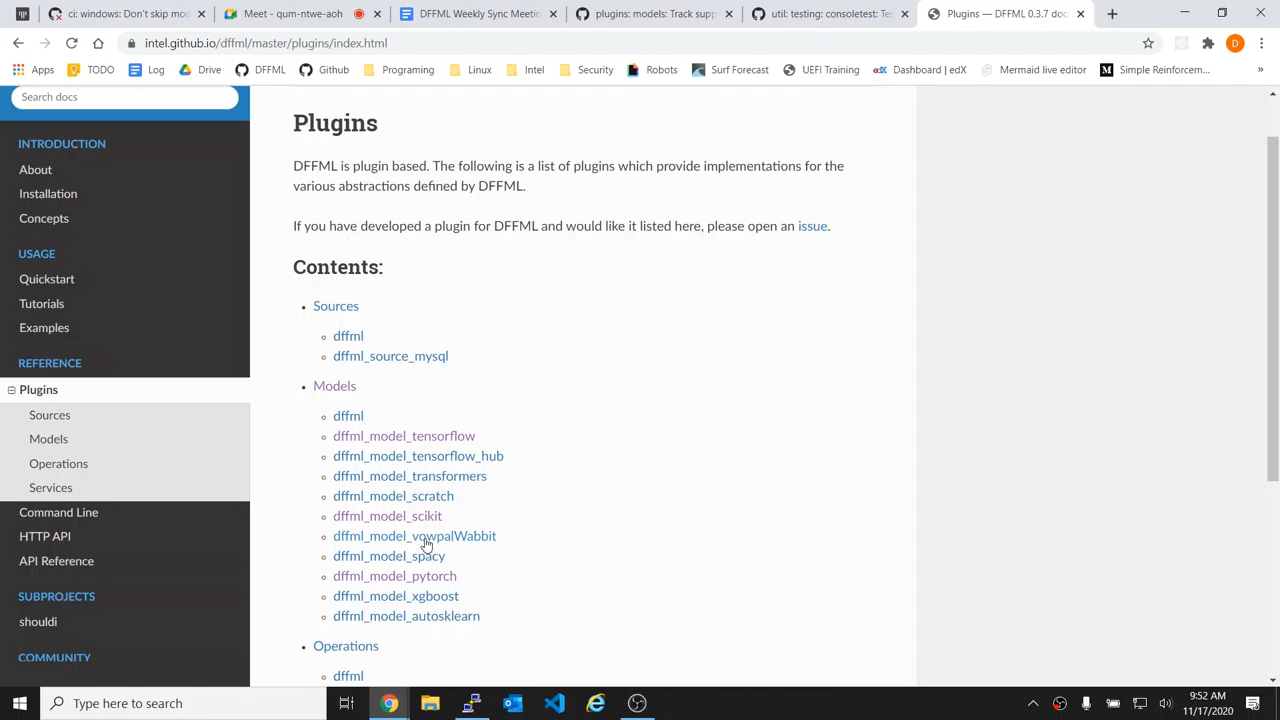 ci: windows: Don't skip mod
Meet - qum-ntwe-aoh
DFFML Weekly Sync Meetin
plugins: models: Track supp
util: testing: consoletest: Tes
Plugins — DFFML 0.3.7 doc
intel.github.io/dffml/master/plugins/index.html
D
Apps
TODO
Log
Drive
DFFML
Github
Programing
Linux
Intel
Security
Robots
Surf Forecast
UEFI Training
edX
Dashboard | edX
Mermaid live editor
M
Simple Reinforcem...
»
Search docs
INTRODUCTION
About
Installation
Concepts
USAGE
Quickstart
Tutorials
Examples
REFERENCE
Plugins
Sources
Models
Operations
Services
Command Line
HTTP API
API Reference
SUBPROJECTS
shouldi
COMMUNITY
Plugins
DFFML is plugin based. The following is a list of plugins which provide implementations for the
various abstractions defined by DFFML.
If you have developed a plugin for DFFML and would like it listed here, please open an issue.
Contents:
Sources
dffml
dffml_source_mysql
Models
dffml
dffml_model_tensorflow
dffml_model_tensorflow_hub
dffml_model_transformers
dffml_model_scratch
dffml_model_scikit
dffml_model_vowpalWabbit
dffml_model_spacy
dffml_model_pytorch
dffml_model_xgboost
dffml_model_autosklearn
Operations
dffml
Type here to search
9:52 AM
11/17/2020